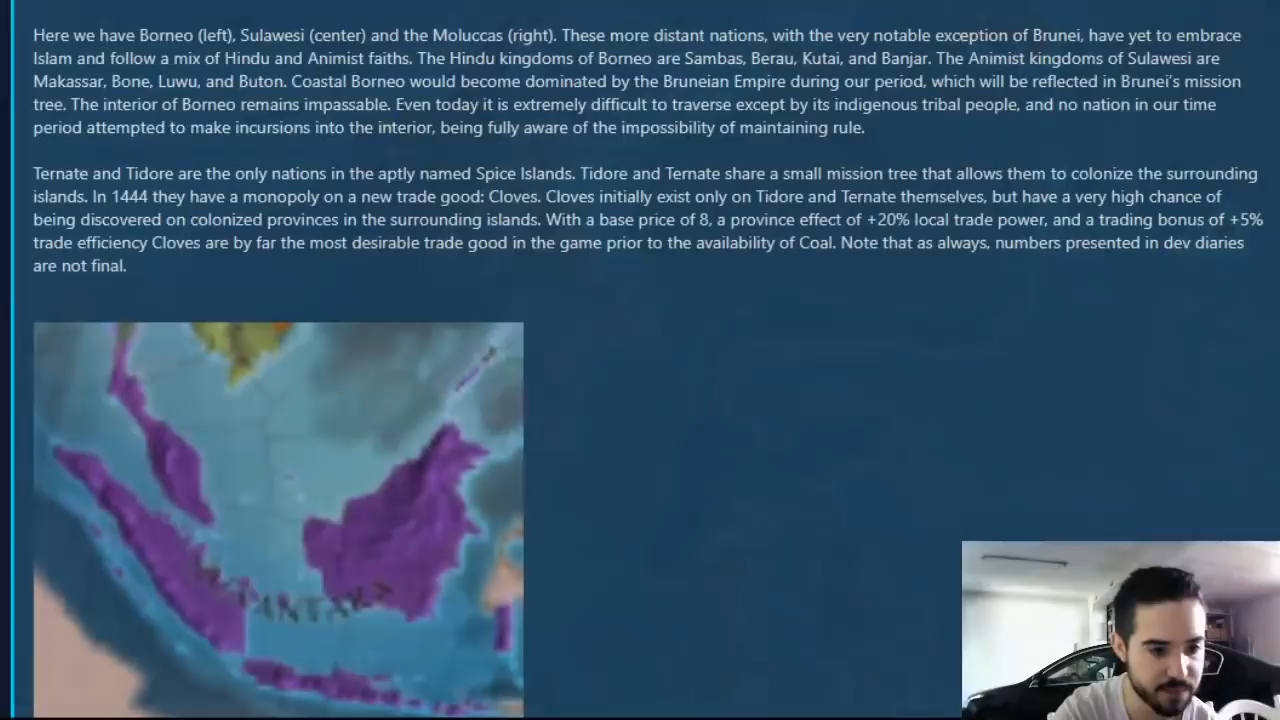 Here we have Borneo (left), Sulawesi (center) and the Moluccas (right). These more distant nations, with the very notable exception of Brunei, have yet to embrace
Islam and follow a mix of Hindu and Animist faiths. The Hindu kingdoms of Borneo are Sambas, Berau, Kutai, and Banjar. The Animist kingdoms of Sulawesi are
Makassar, Bone, Luwu, and Buton. Coastal Borneo would become dominated by the Bruneian Empire during our period, which will be reflected in Brunei's mission
tree. The interior of Borneo remains impassable. Even today it is extremely difficult to traverse except by its indigenous tribal people, and no nation in our time
period attempted to make incursions into the interior, being fully aware of the impossibility of maintaining rule.
Ternate and Tidore are the only nations in the aptly named Spice Islands. Tidore and Ternate share a small mission tree that allows them to colonize the surrounding
islands. In 1444 they have a monopoly on a new trade good: Cloves. Cloves initially exist only on Tidore and Ternate themselves, but have a very high chance of
being discovered on colonized provinces in the surrounding islands. With a base price of 8, a province effect of +20% local trade power, and a trading bonus of +5%
trade efficiency Cloves are by far the most desirable trade good in the game prior to the availability of Coal. Note that as always, numbers presented in dev diaries
are not final.